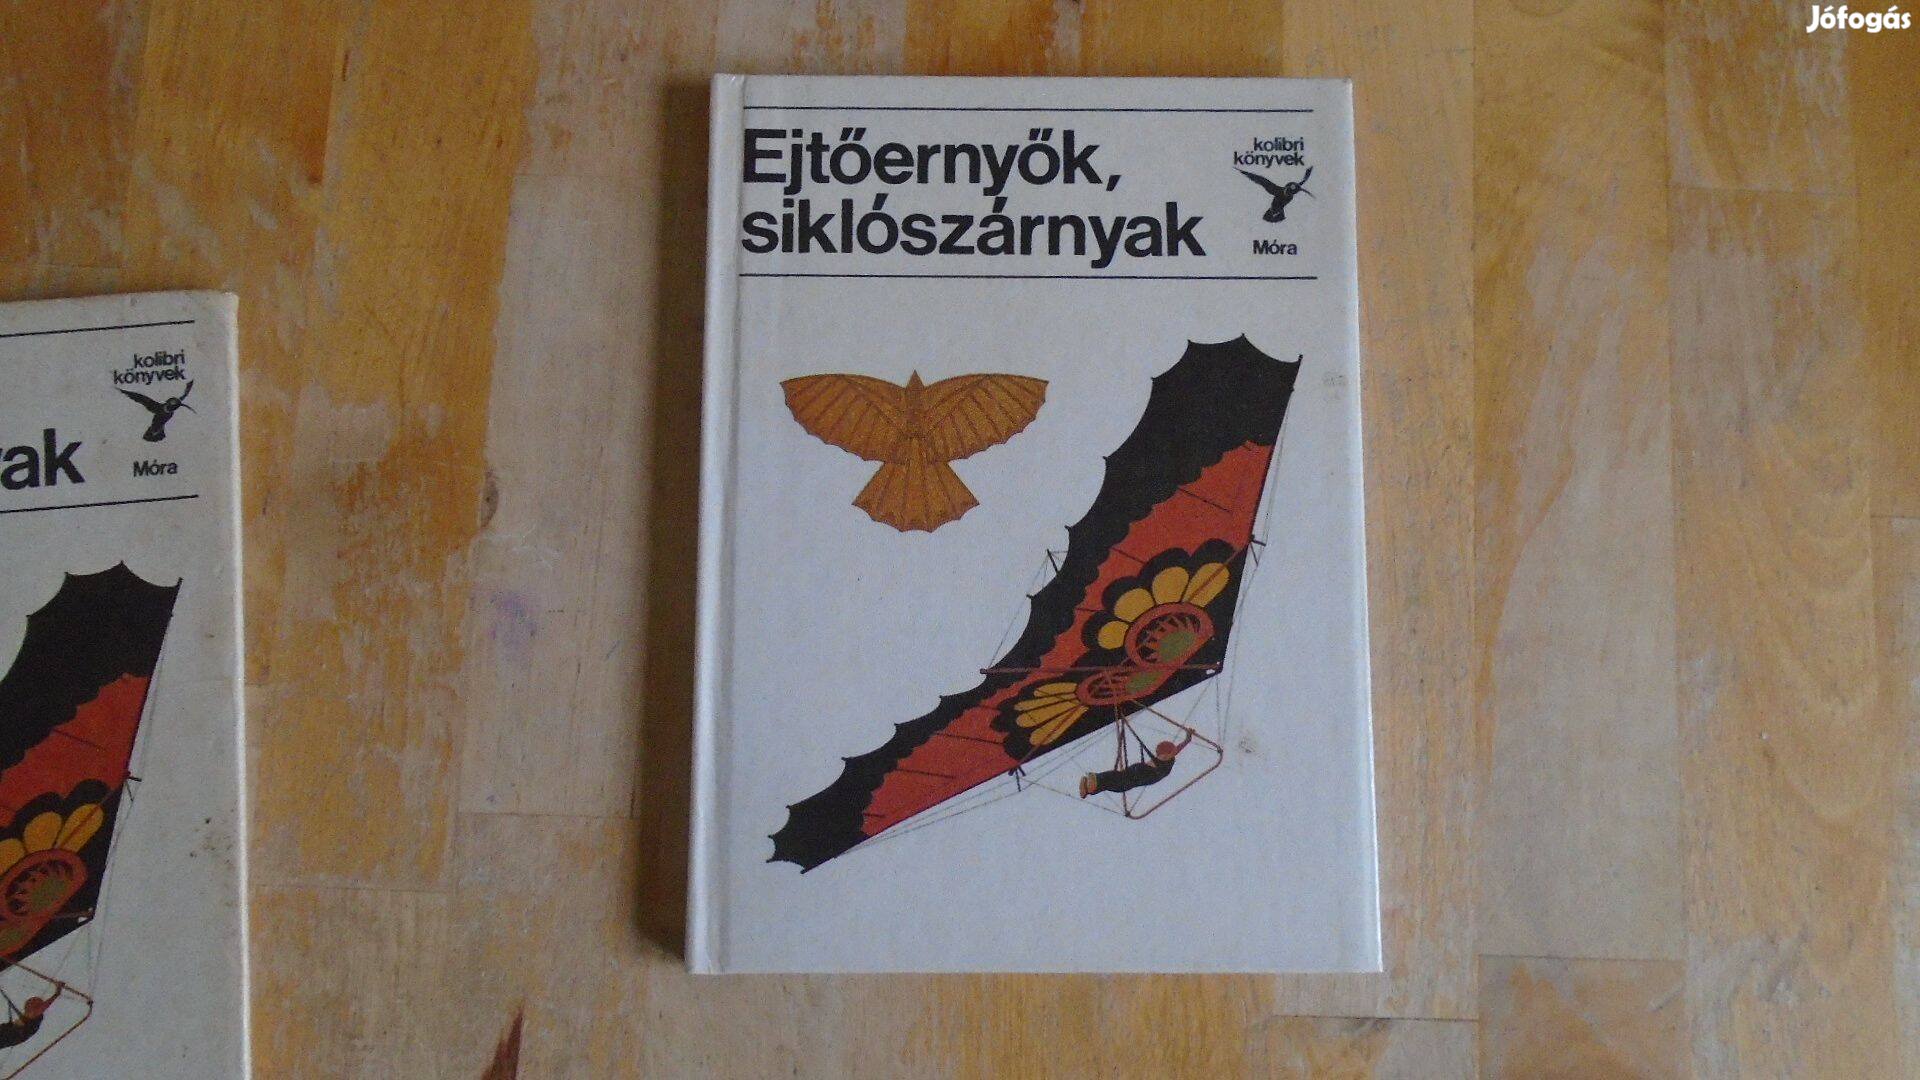 Jófogás
Ejtőernyők,
siklószárnyak
kolibri
könyvek
Móra
kolibri
könyvek
yak
Móra